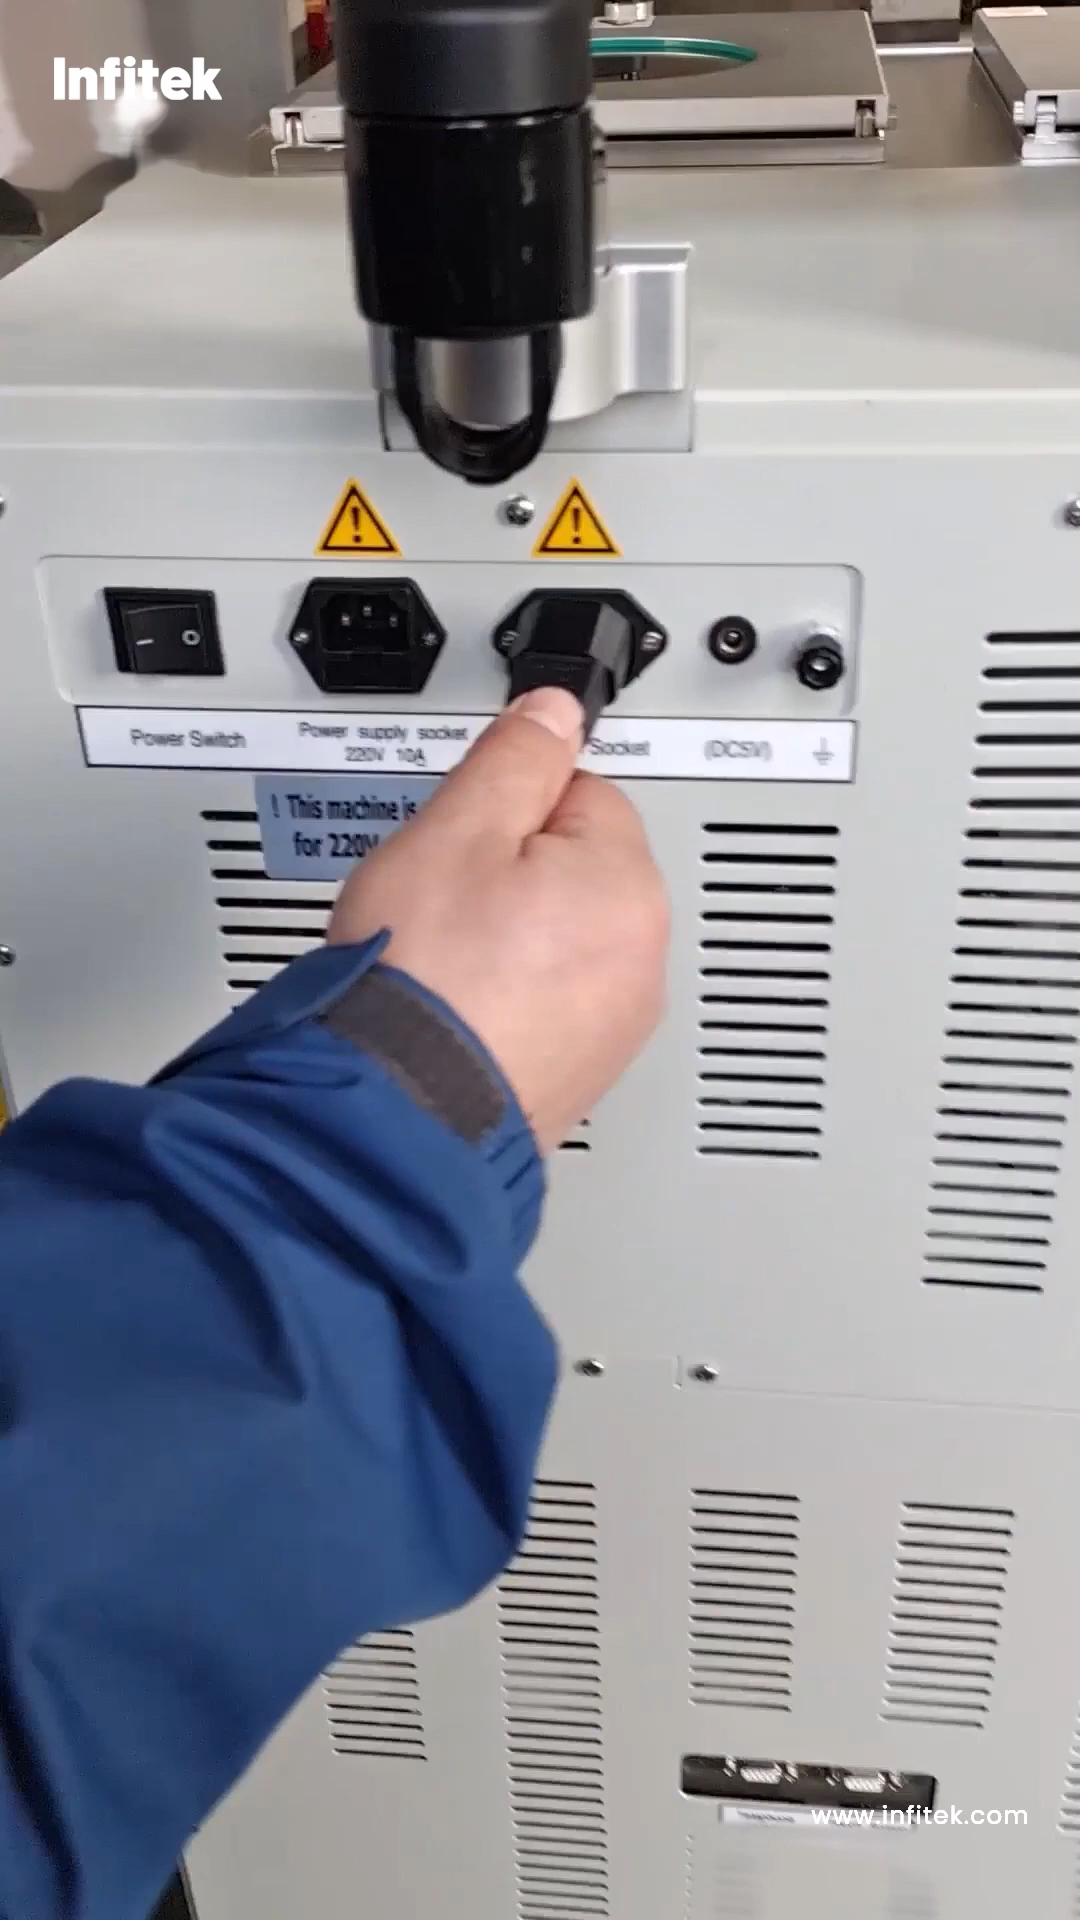 Infitek
Power Switch
Power supply socket
220V 10A
Socket
(DC5V)
! This machine is
for 220V
www.infitek.com